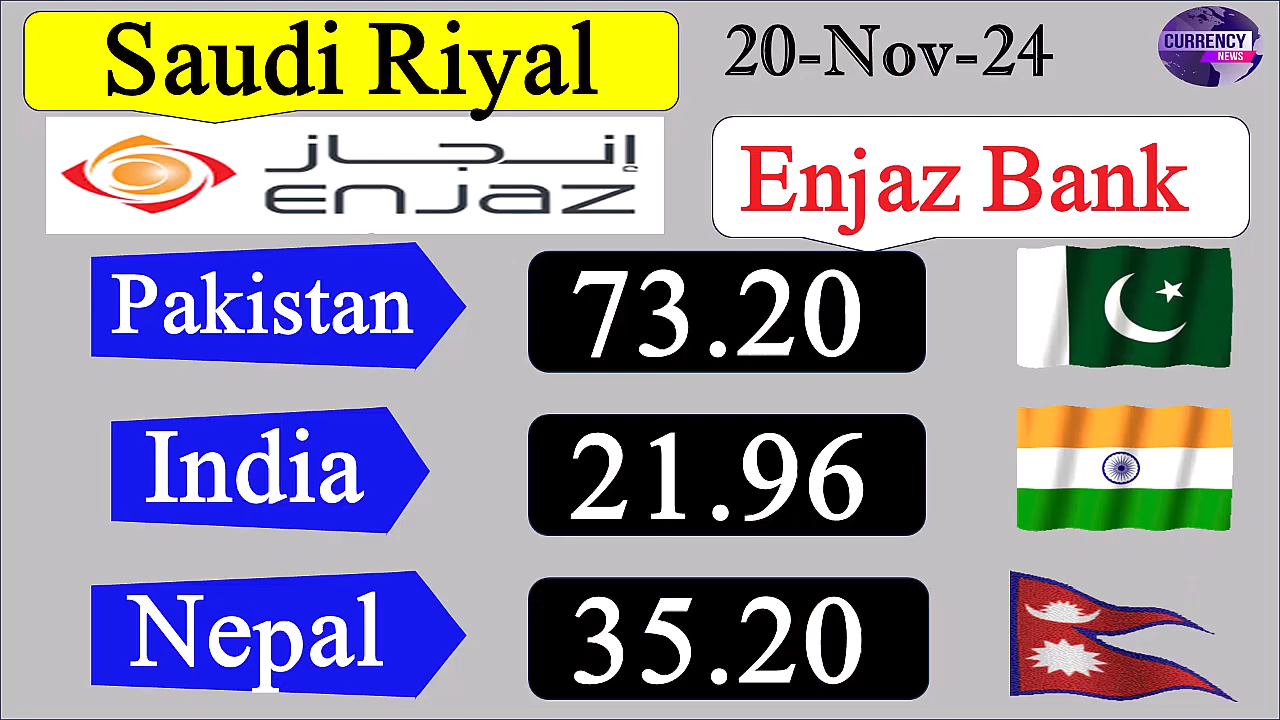 Saudi Riyal
20-Nov-24
CURRENCY
NEWS
إنجاز
enjaz
Enjaz Bank
Pakistan
73.20
India
21.96
Nepal
35.20